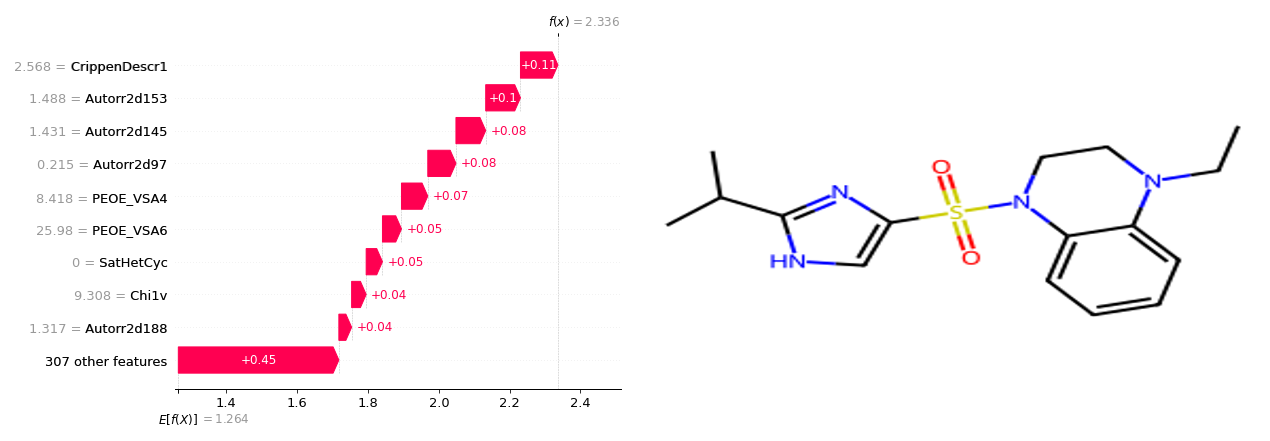 f(x) = 2.336
2.568 = CrippenDescr1 +0.11
1.488 = Autorr2d153 +0.1
1.431 = Autorr2d145 +0.08
0.215 = Autorr2d97 +0.08
8.418 = PEOE_VSA4 +0.07
25.98 = PEOE_VSA6 +0.05
0 = SatHetCyc +0.05
9.308 = Chi1v +0.04
1.317 = Autorr2d188 +0.04
307 other features +0.45
1.4 1.6 1.8 2.0 2.2 2.4
E[f(X)] = 1.264
O
N
N
N
S
HN
O